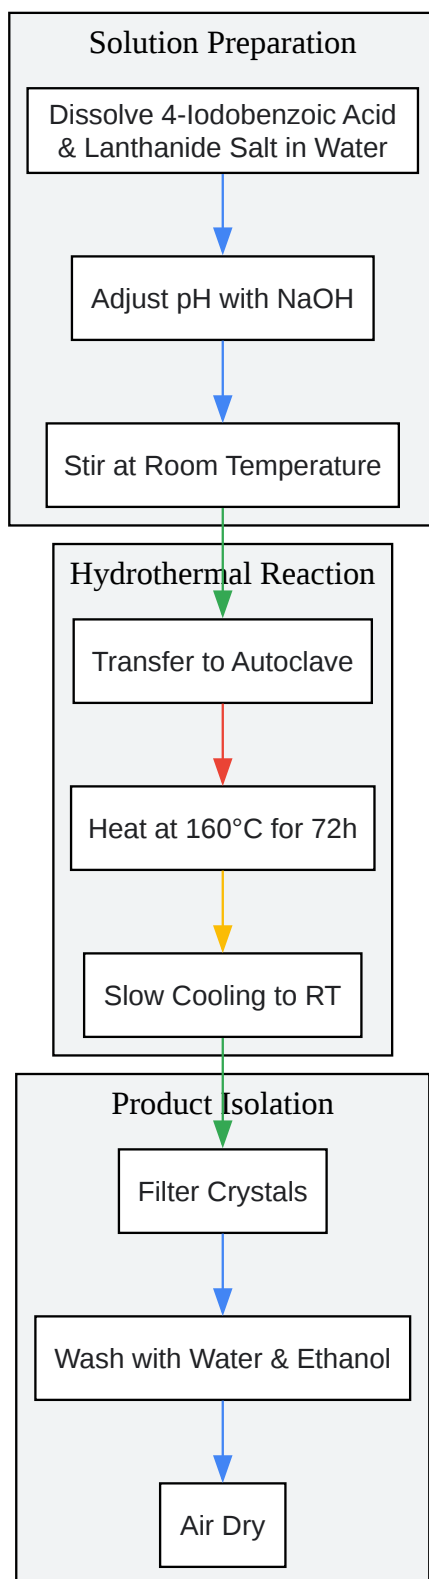 Solution Preparation
Dissolve 4-Iodobenzoic Acid
& Lanthanide Salt in Water
Adjust pH with NaOH
Stir at Room Temperature
Hydrothermal Reaction
Transfer to Autoclave
Heat at 160°C for 72h
Slow Cooling to RT
Product Isolation
Filter Crystals
Wash with Water & Ethanol
Air Dry